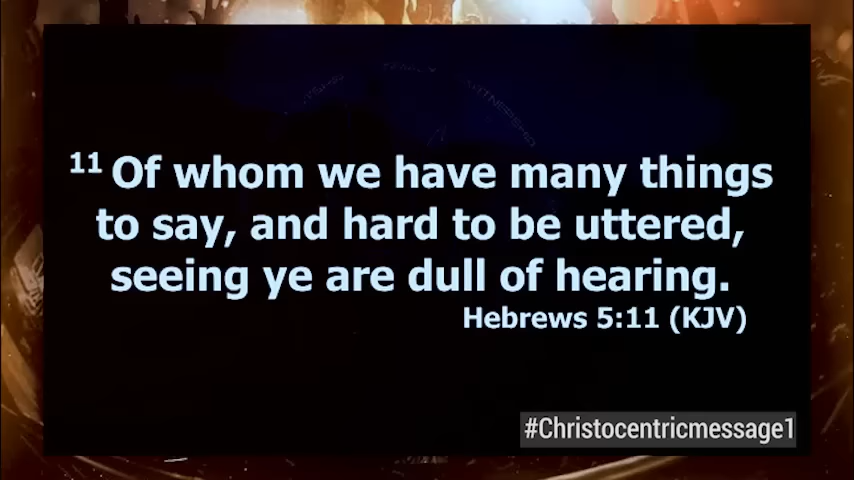 11 Of whom we have many things
to say, and hard to be uttered,
seeing ye are dull of hearing.
Hebrews 5:11 (KJV)
#Christocentricmessage1